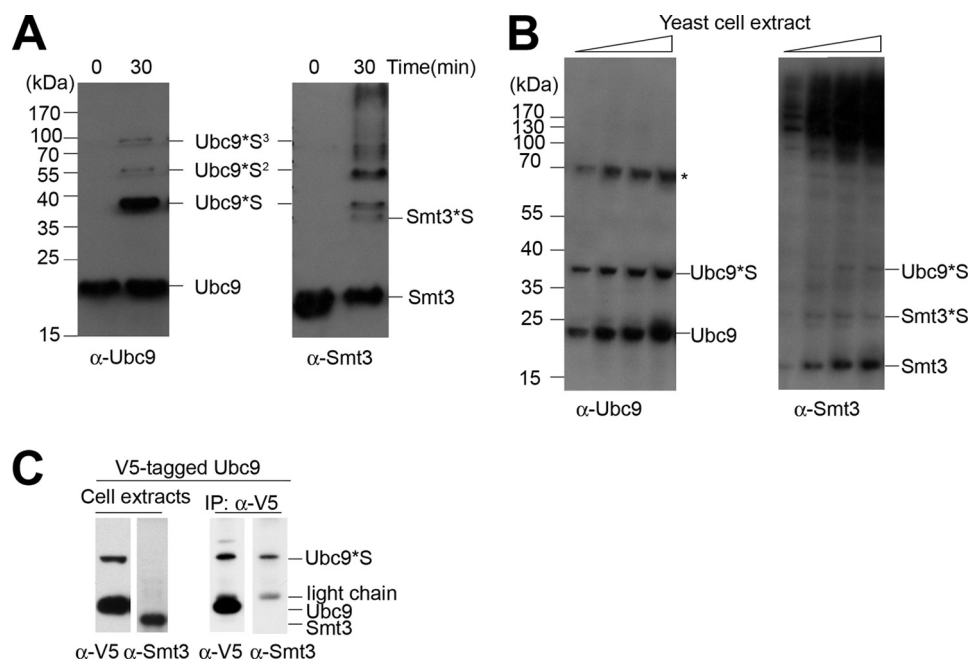 A
0 30 0 30 Time(min)
(kDa)
170
100
70
55
40
35
25
15
Ubc9*S³
Ubc9*S²
Ubc9*S
Ubc9
Smt3*S
Smt3
α-Ubc9
α-Smt3
B
Yeast cell extract
(kDa)
170
130
100
70
55
40
35
25
15
*
Ubc9*S
Ubc9
Ubc9*S
Smt3*S
Smt3
α-Ubc9
α-Smt3
C
V5-tagged Ubc9
Cell extracts
IP: α-V5
Ubc9*S
light chain
Ubc9
Smt3
α-V5 α-Smt3 α-V5 α-Smt3